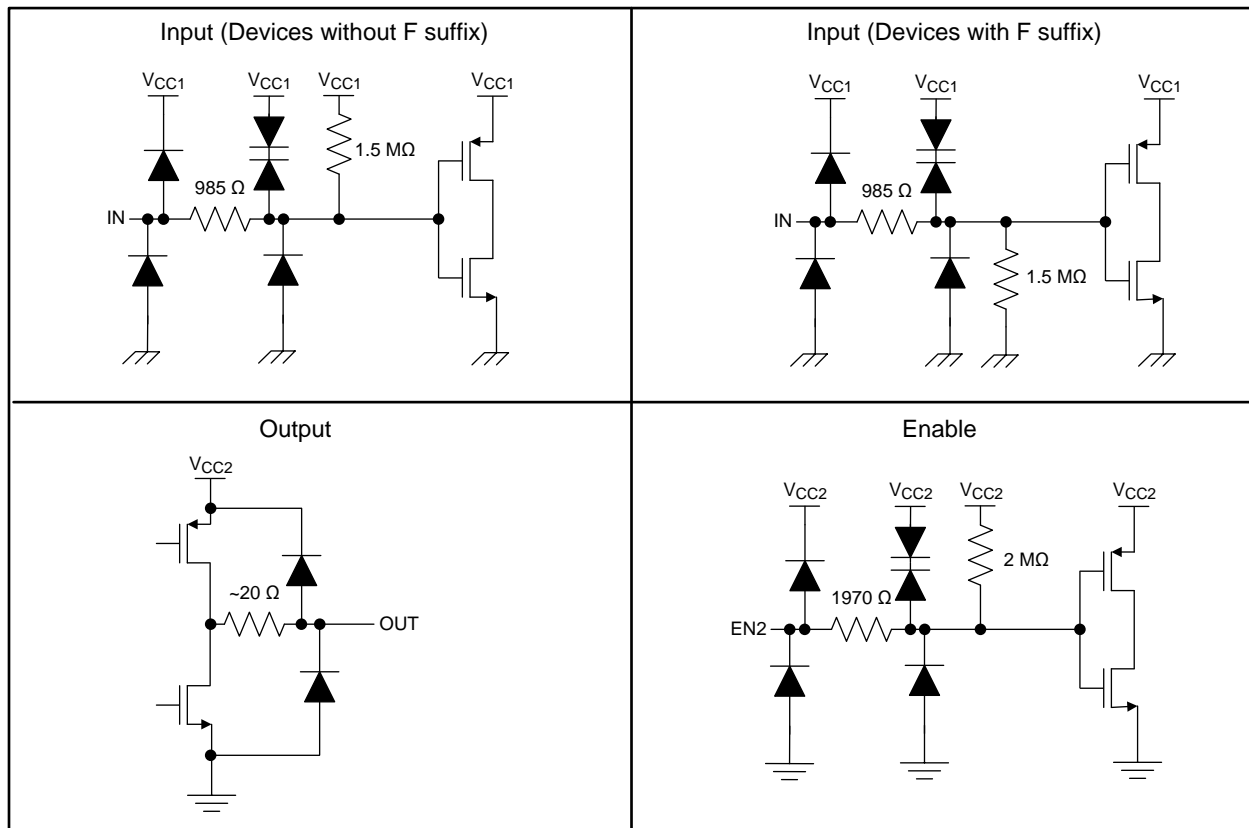 Input (Devices without F suffix)
VCC1 VCC1 VCC1 VCC1
1.5 MΩ
985 Ω
IN
Input (Devices with F suffix)
VCC1 VCC1 VCC1
985 Ω
IN
1.5 MΩ
Output
VCC2
~20 Ω
OUT
Enable
VCC2 VCC2 VCC2 VCC2
2 MΩ
1970 Ω
EN2